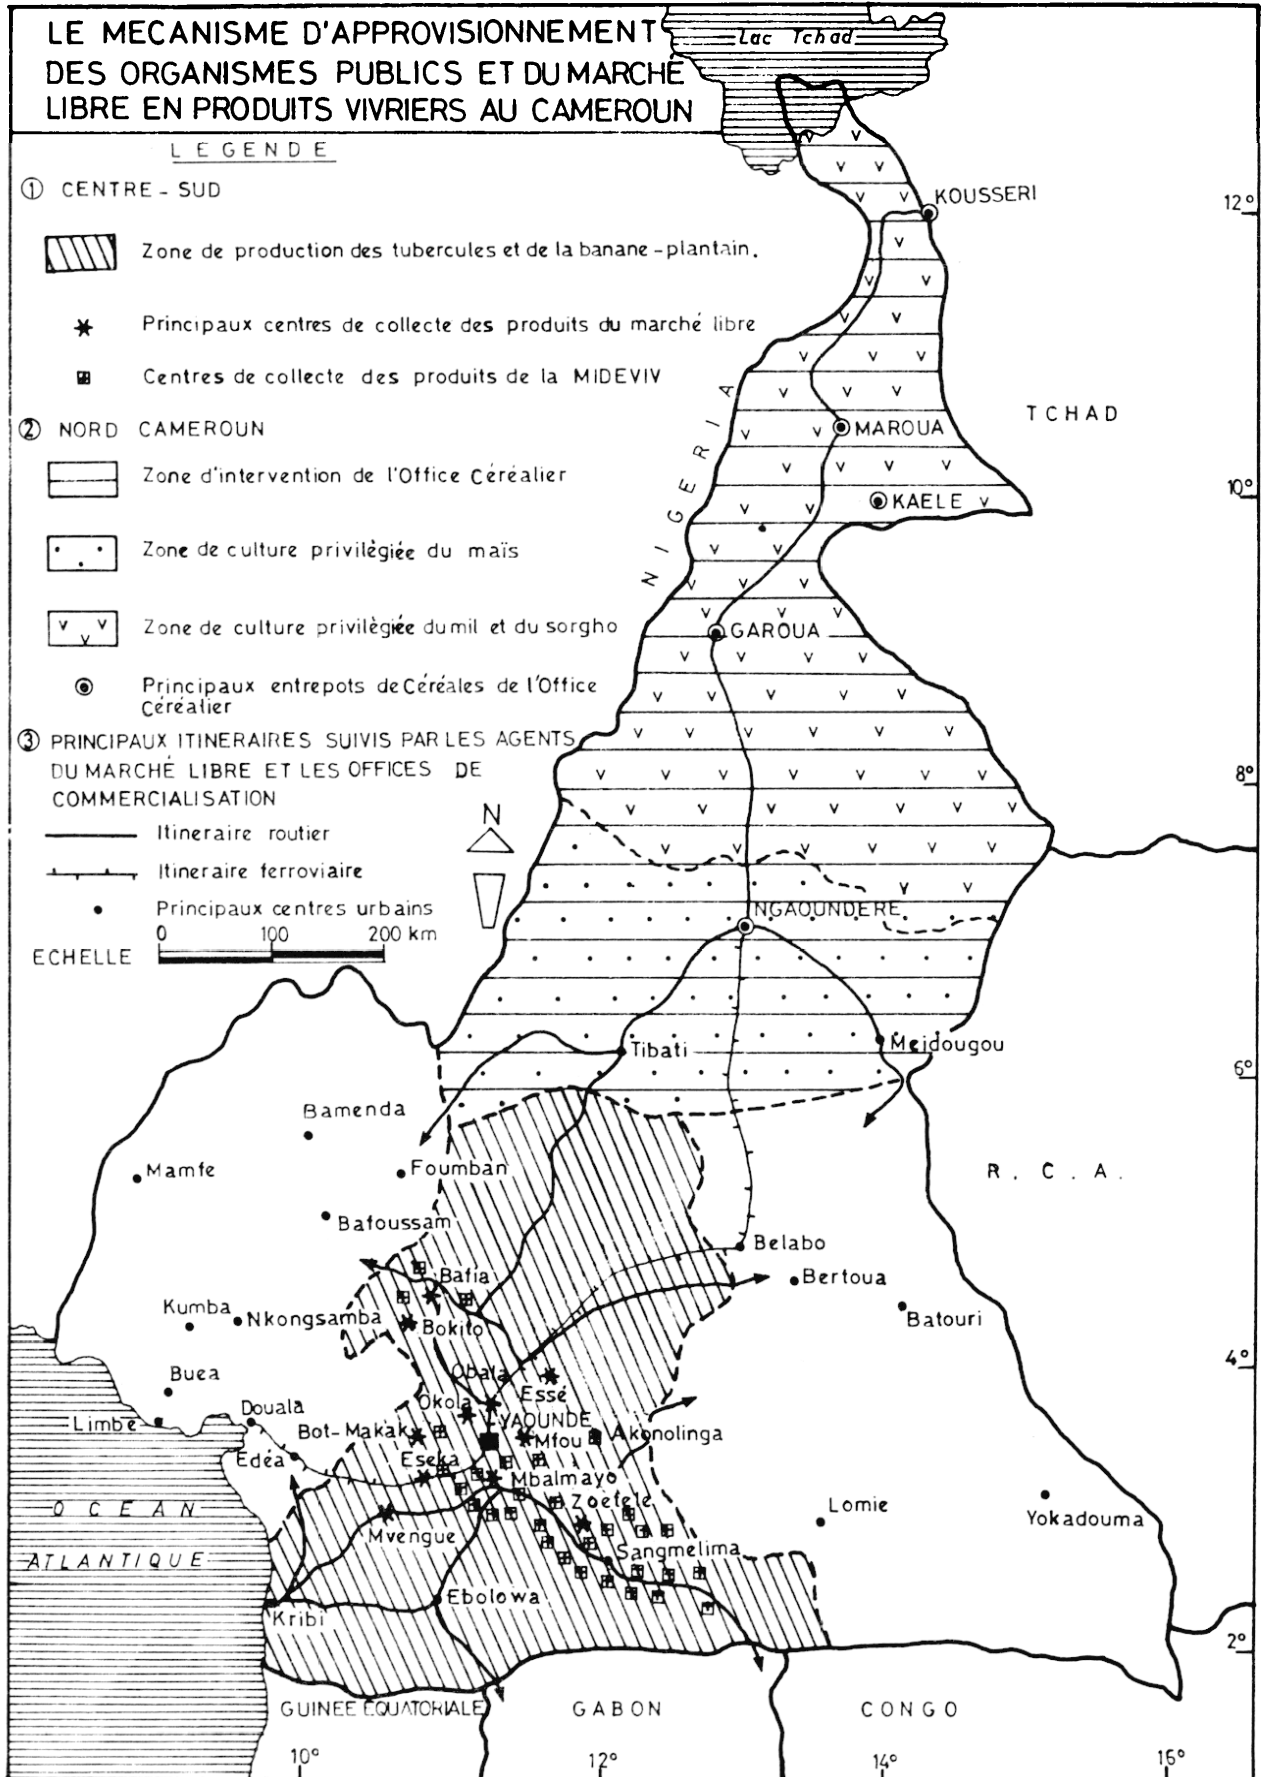 LE MECANISME D'APPROVISIONNEMENT
DES ORGANISMES PUBLICS ET DU MARCHÉ
LIBRE EN PRODUITS VIVRIERS AU CAMEROUN
LEGENDE
① CENTRE - SUD
Zone de production des tubercules et de la banane - plantain.
Principaux centres de collecte des produits du marché libre
Centres de collecte des produits de la MIDEVIV
② NORD CAMEROUN
Zone d'intervention de l'Office Céréalier
Zone de culture privilègiée du maïs
Zone de culture privilègiée du mil et du sorgho
Principaux entrepots de Céréales de l'Office
Céréalier
③ PRINCIPAUX ITINERAIRES SUIVIS PAR LES AGENTS
DU MARCHÉ LIBRE ET LES OFFICES DE
COMMERCIALISATION
Itineraire routier
Itineraire ferroviaire
Principaux centres urbains
ECHELLE
0 100 200 km
N
Lac Tchad
KOUSSERI
12°
TCHAD
NIGERIA
MAROUA
10°
KAELE
GAROUA
8°
NGAOUNDERE
Tibati
Meidougou
6°
Bamenda
Mamfe
Foumban
R. C. A.
Bafoussam
Belabo
Bafia
Bertoua
Kumba
Nkongsamba
Bokito
Batouri
4°
Buea
Obala
Essé
Limbe
Douala
Okola
YAOUNDE
Bot-Makak
Mfou
Akonolinga
Edéa
Eseka
Mbalmayo
Zoetele
Lomie
Yokadouma
OCEAN
ATLANTIQUE
Mvengue
Sangmelima
Ebolowa
Kribi
2°
GUINEE ÉQUATORIALE
GABON
CONGO
10°
12°
14°
16°